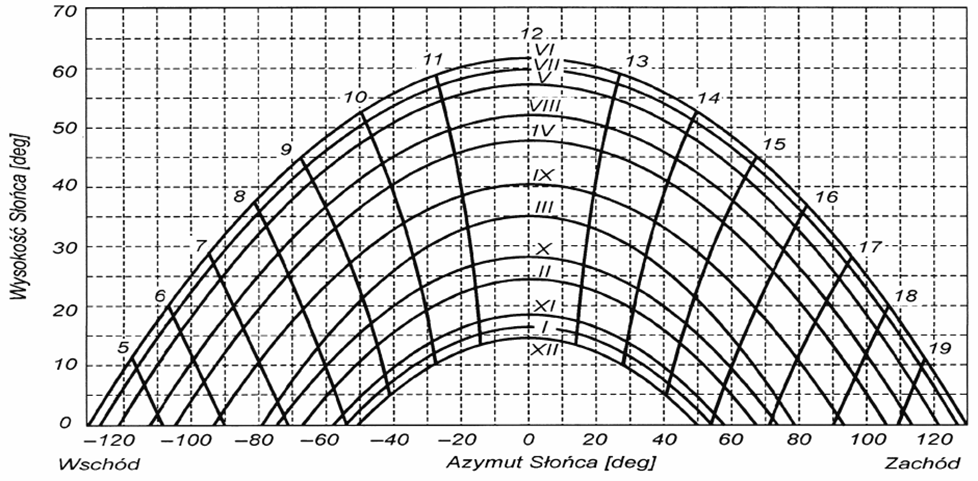 70
60
50
40
30
20
10
0
Wysokość Słońca [deg]
12
11
13
10
14
9
15
8
16
7
17
6
18
5
19
VI
VII
V
VIII
IV
IX
III
X
II
XI
I
XII
−120 −100 −80 −60 −40 −20 0 20 40 60 80 100 120
Wschód Azymut Słońca [deg] Zachód